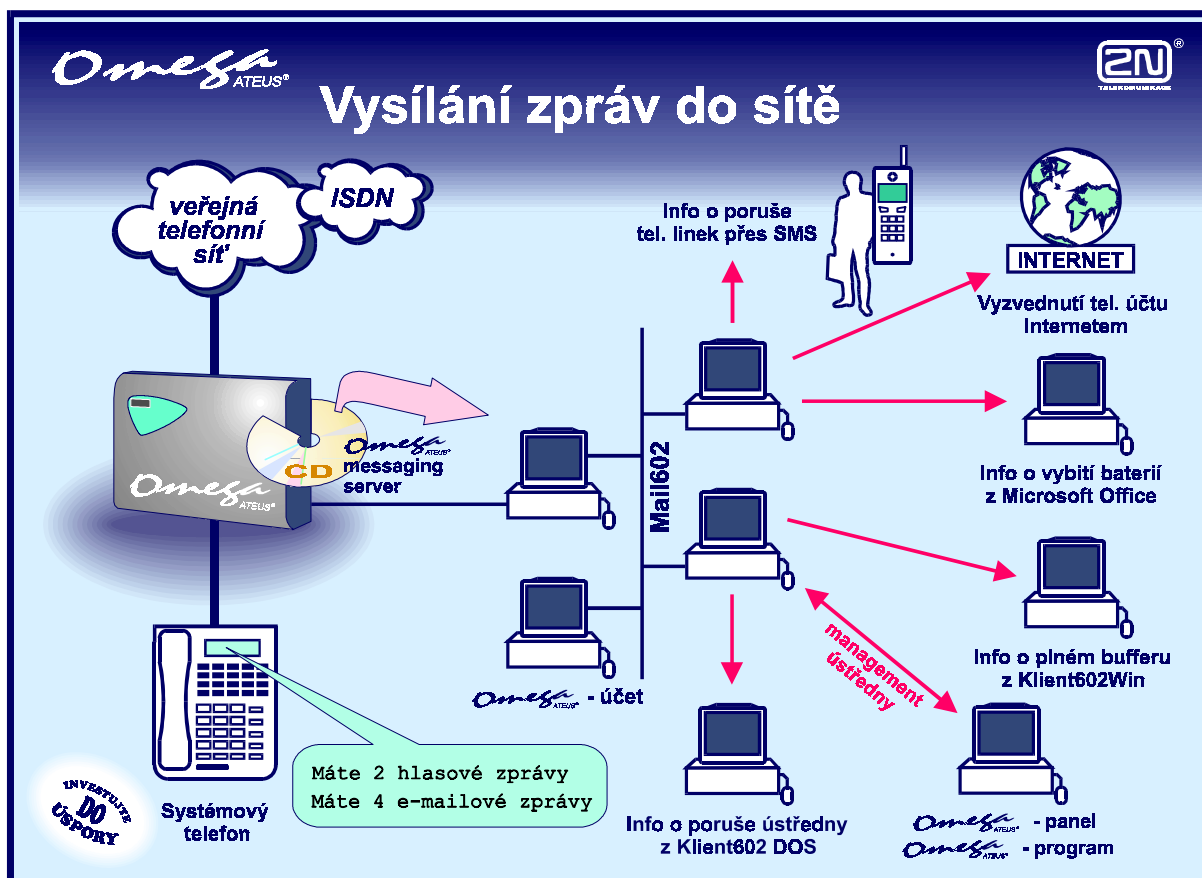 Omega
ATEUS®
2N®
TELEKOMUNIKACE
Vysílání zpráv do sítě
veřejná
telefonní
síť
ISDN
Info o poruše
tel. linek přes SMS
INTERNET
Vyzvednutí tel. účtu
Internetem
CD
Omega
ATEUS®
messaging
server
Omega
ATEUS®
Mail602
Info o vybití baterií
z Microsoft Office
Info o plném bufferu
z Klient602Win
management
ústředny
Omega ATEUS® - účet
Máte 2 hlasové zprávy
Máte 4 e-mailové zprávy
INVESTUJTE
DO
ÚSPORY
Systémový
telefon
Info o poruše ústředny
z Klient602 DOS
Omega ATEUS® - panel
Omega ATEUS® - program